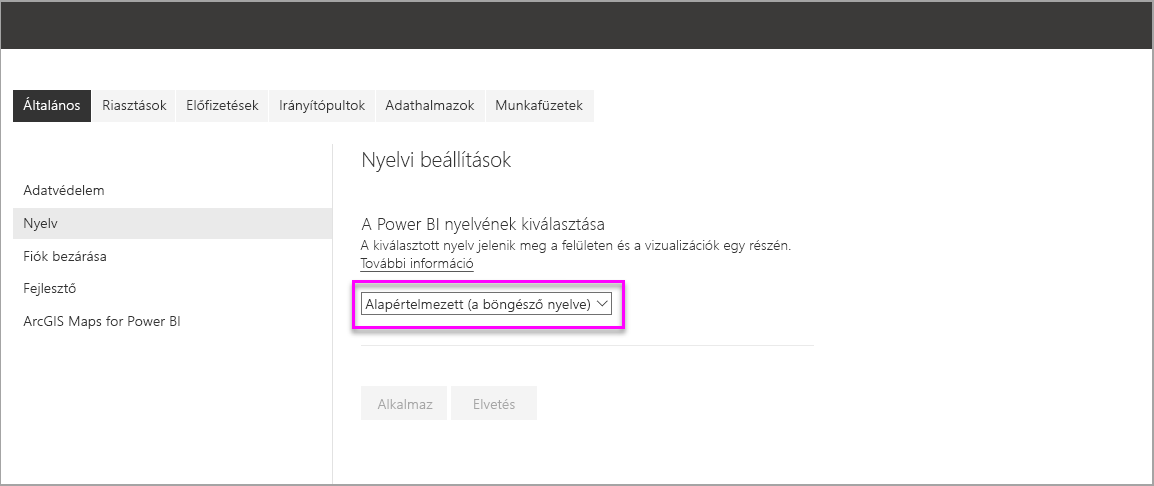 Általános Riasztások Előfizetések Irányítópultok Adathalmazok Munkafüzetek
Adatvédelem
Nyelv
Fiók bezárása
Fejlesztő
ArcGIS Maps for Power BI
Nyelvi beállítások
A Power BI nyelvének kiválasztása
A kiválasztott nyelv jelenik meg a felületen és a vizualizációk egy részén.
További információ
Alapértelmezett (a böngésző nyelve)
Alkalmaz Elvetés